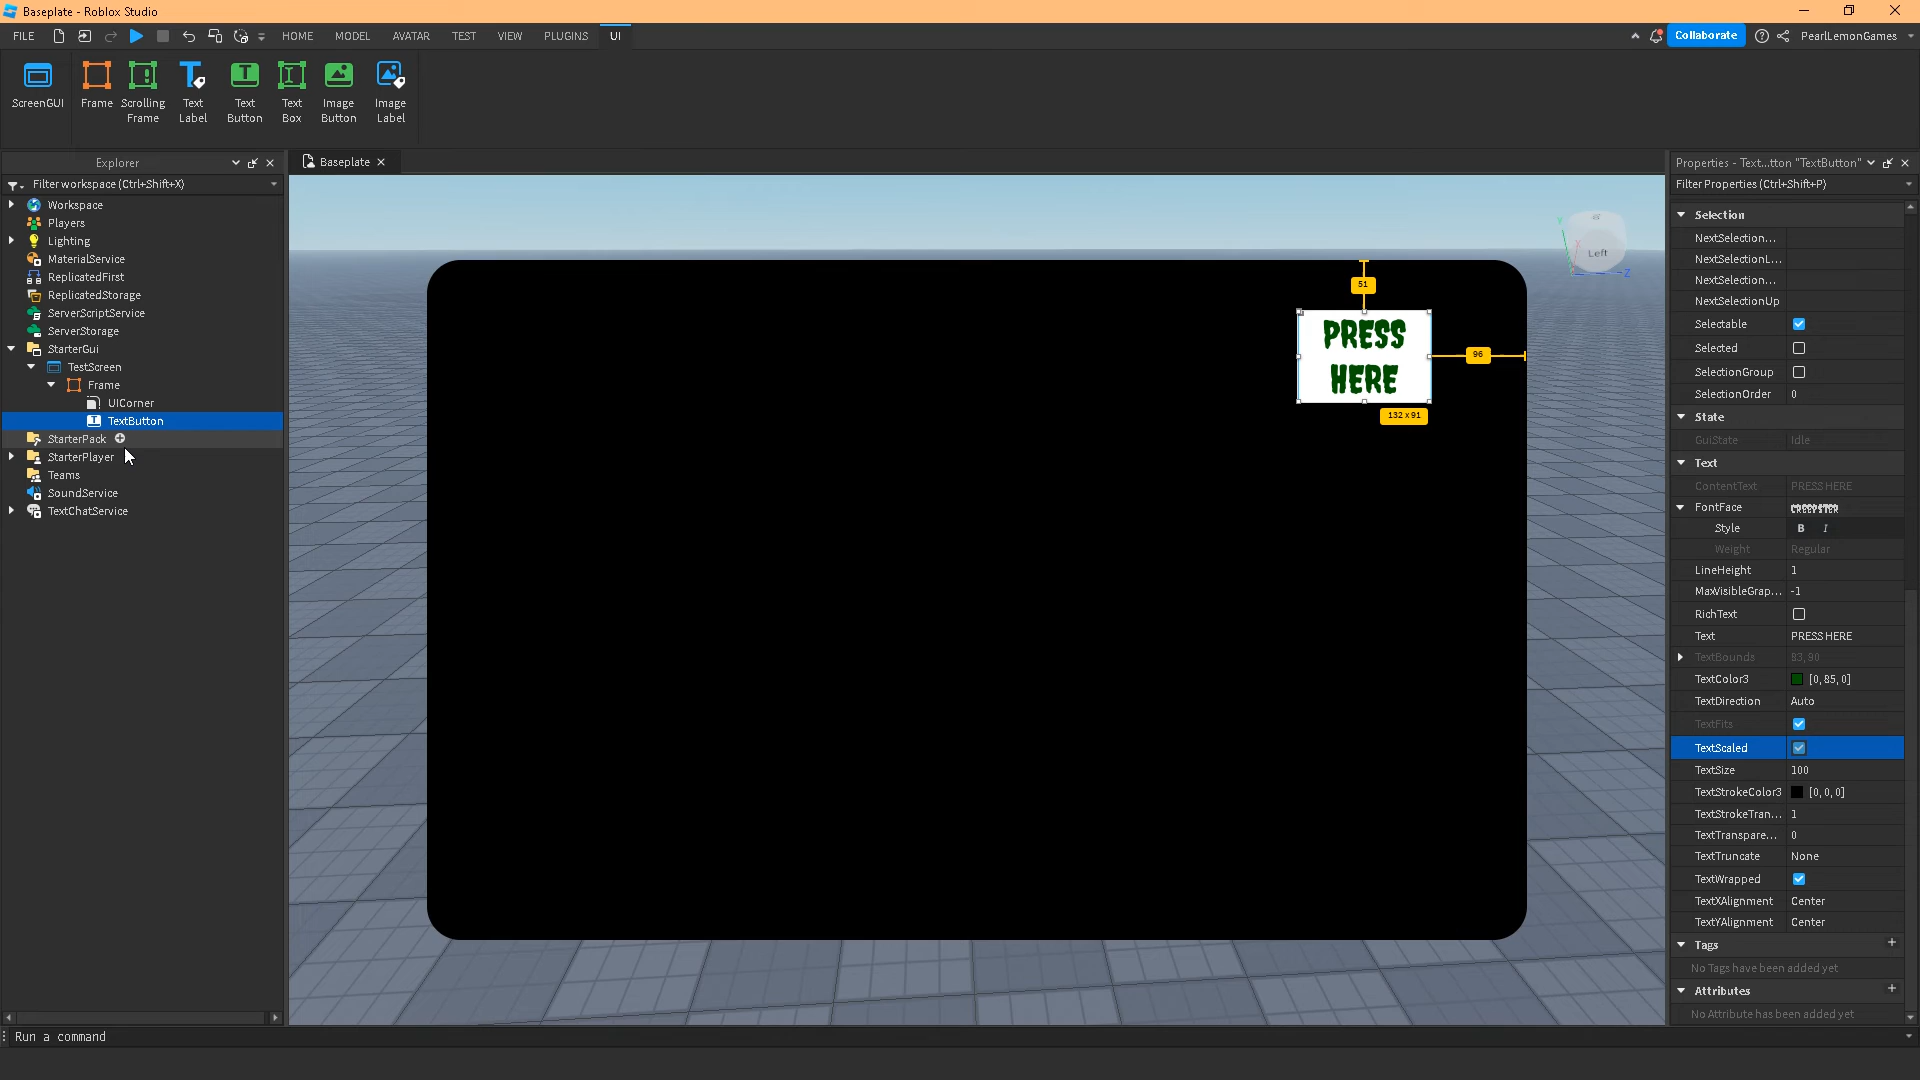 Baseplate - Roblox Studio
FILE HOME MODEL AVATAR TEST VIEW PLUGINS UI Collaborate PearlLemonGames
ScreenGUI Frame Scrolling Frame Text Label Text Button Text Box Image Button Image Label
Explorer
Filter workspace (Ctrl+Shift+X)
Workspace
Players
Lighting
MaterialService
ReplicatedFirst
ReplicatedStorage
ServerScriptService
ServerStorage
StarterGui
TestScreen
Frame
UICorner
TextButton
StarterPack
StarterPlayer
Teams
SoundService
TextChatService
Baseplate
Left
Y
X
Z
51
PRESS
HERE
96
132 x 91
Properties - Text...tton "TextButton"
Filter Properties (Ctrl+Shift+P)
Selection
NextSelection...
NextSelectionL...
NextSelection...
NextSelectionUp
Selectable
Selected
SelectionGroup
SelectionOrder 0
State
GuiState Idle
Text
ContentText PRESS HERE
FontFace CREEPSTER
Style B I
Weight Regular
LineHeight 1
MaxVisibleGrap... -1
RichText
Text PRESS HERE
TextBounds 83, 90
TextColor3 [0, 85, 0]
TextDirection Auto
TextFits
TextScaled
TextSize 100
TextStrokeColor3 [0, 0, 0]
TextStrokeTran... 1
TextTranspare... 0
TextTruncate None
TextWrapped
TextXAlignment Center
TextYAlignment Center
Tags
No Tags have been added yet
Attributes
No Attribute has been added yet
Run a command